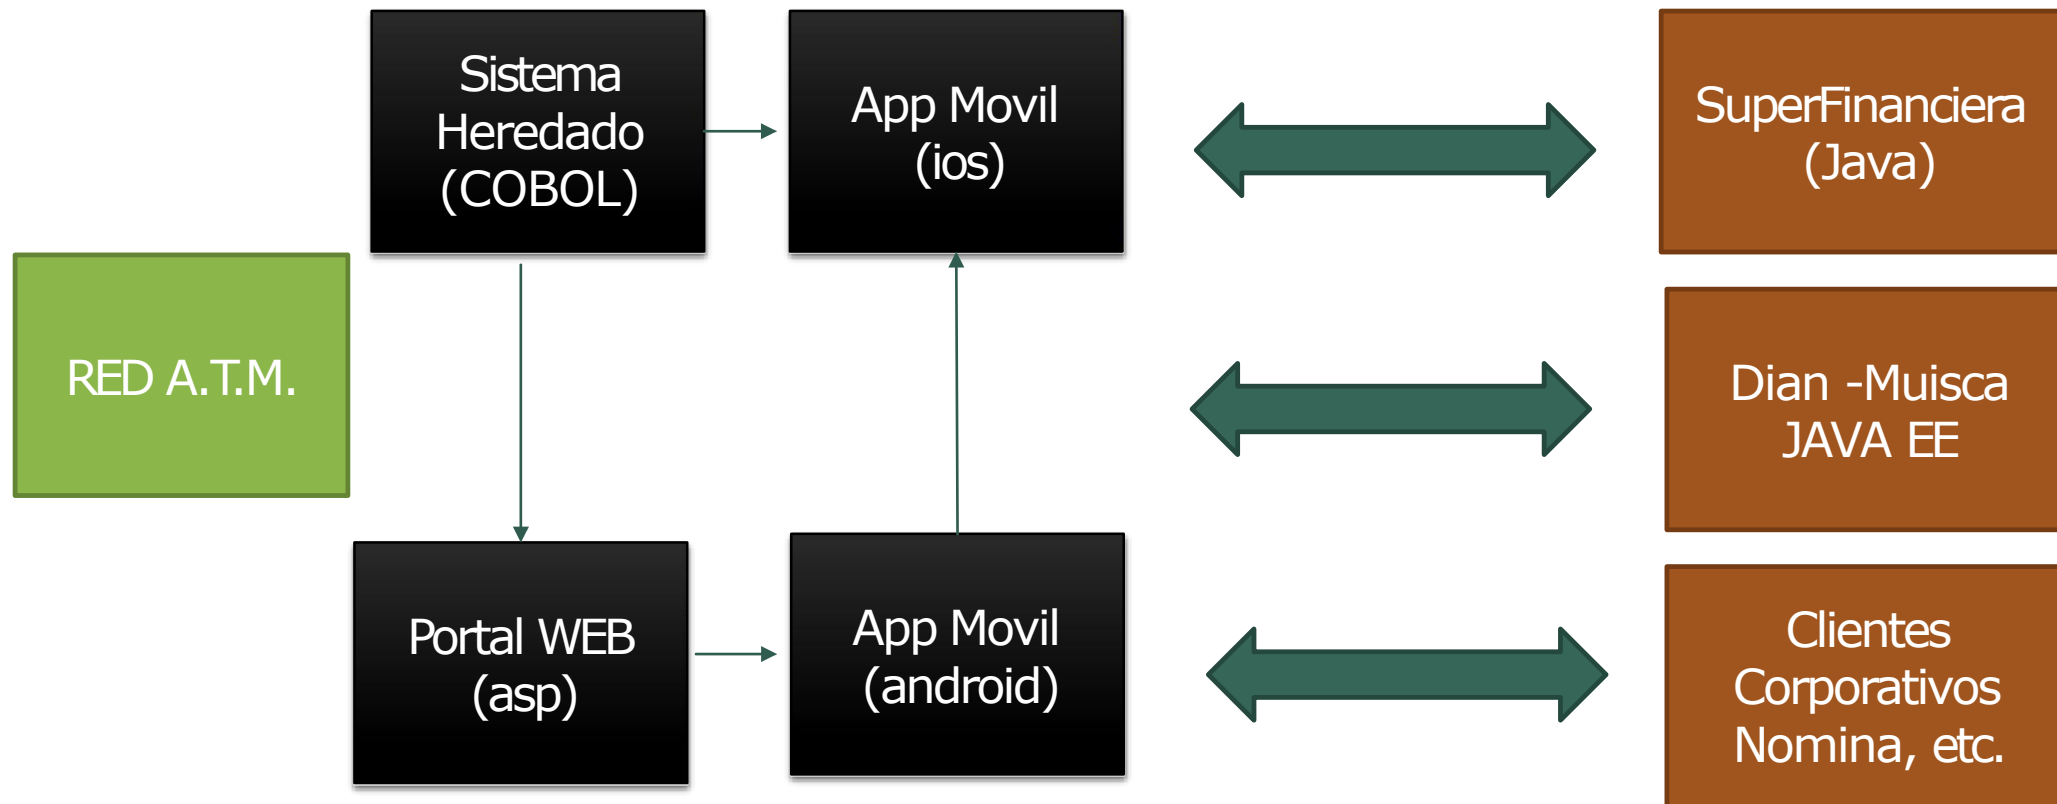 Sistema
Heredado
(COBOL)
App Movil
(ios)
SuperFinanciera
(Java)
RED A.T.M.
Dian -Muisca
JAVA EE
Portal WEB
(asp)
App Movil
(android)
Clientes
Corporativos
Nomina, etc.